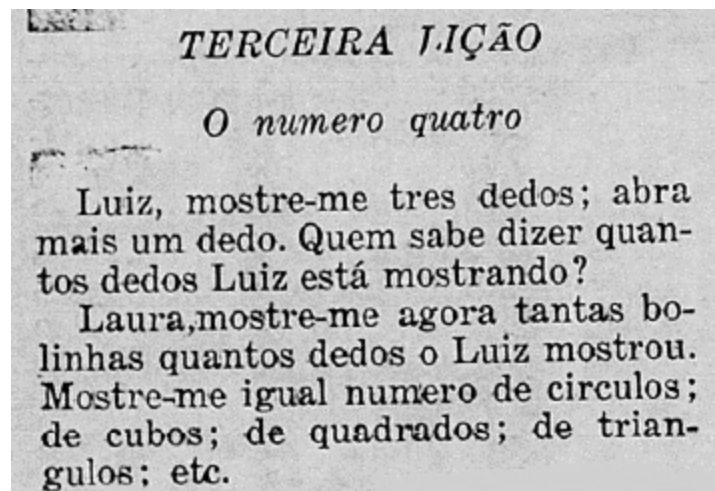 TERCEIRA LIÇÃO
O numero quatro
Luiz, mostre-me tres dedos; abra
mais um dedo. Quem sabe dizer quan-
tos dedos Luiz está mostrando?
Laura,mostre-me agora tantas bo-
linhas quantos dedos o Luiz mostrou.
Mostre-me igual numero de circulos;
de cubos; de quadrados; de trian-
gulos; etc.